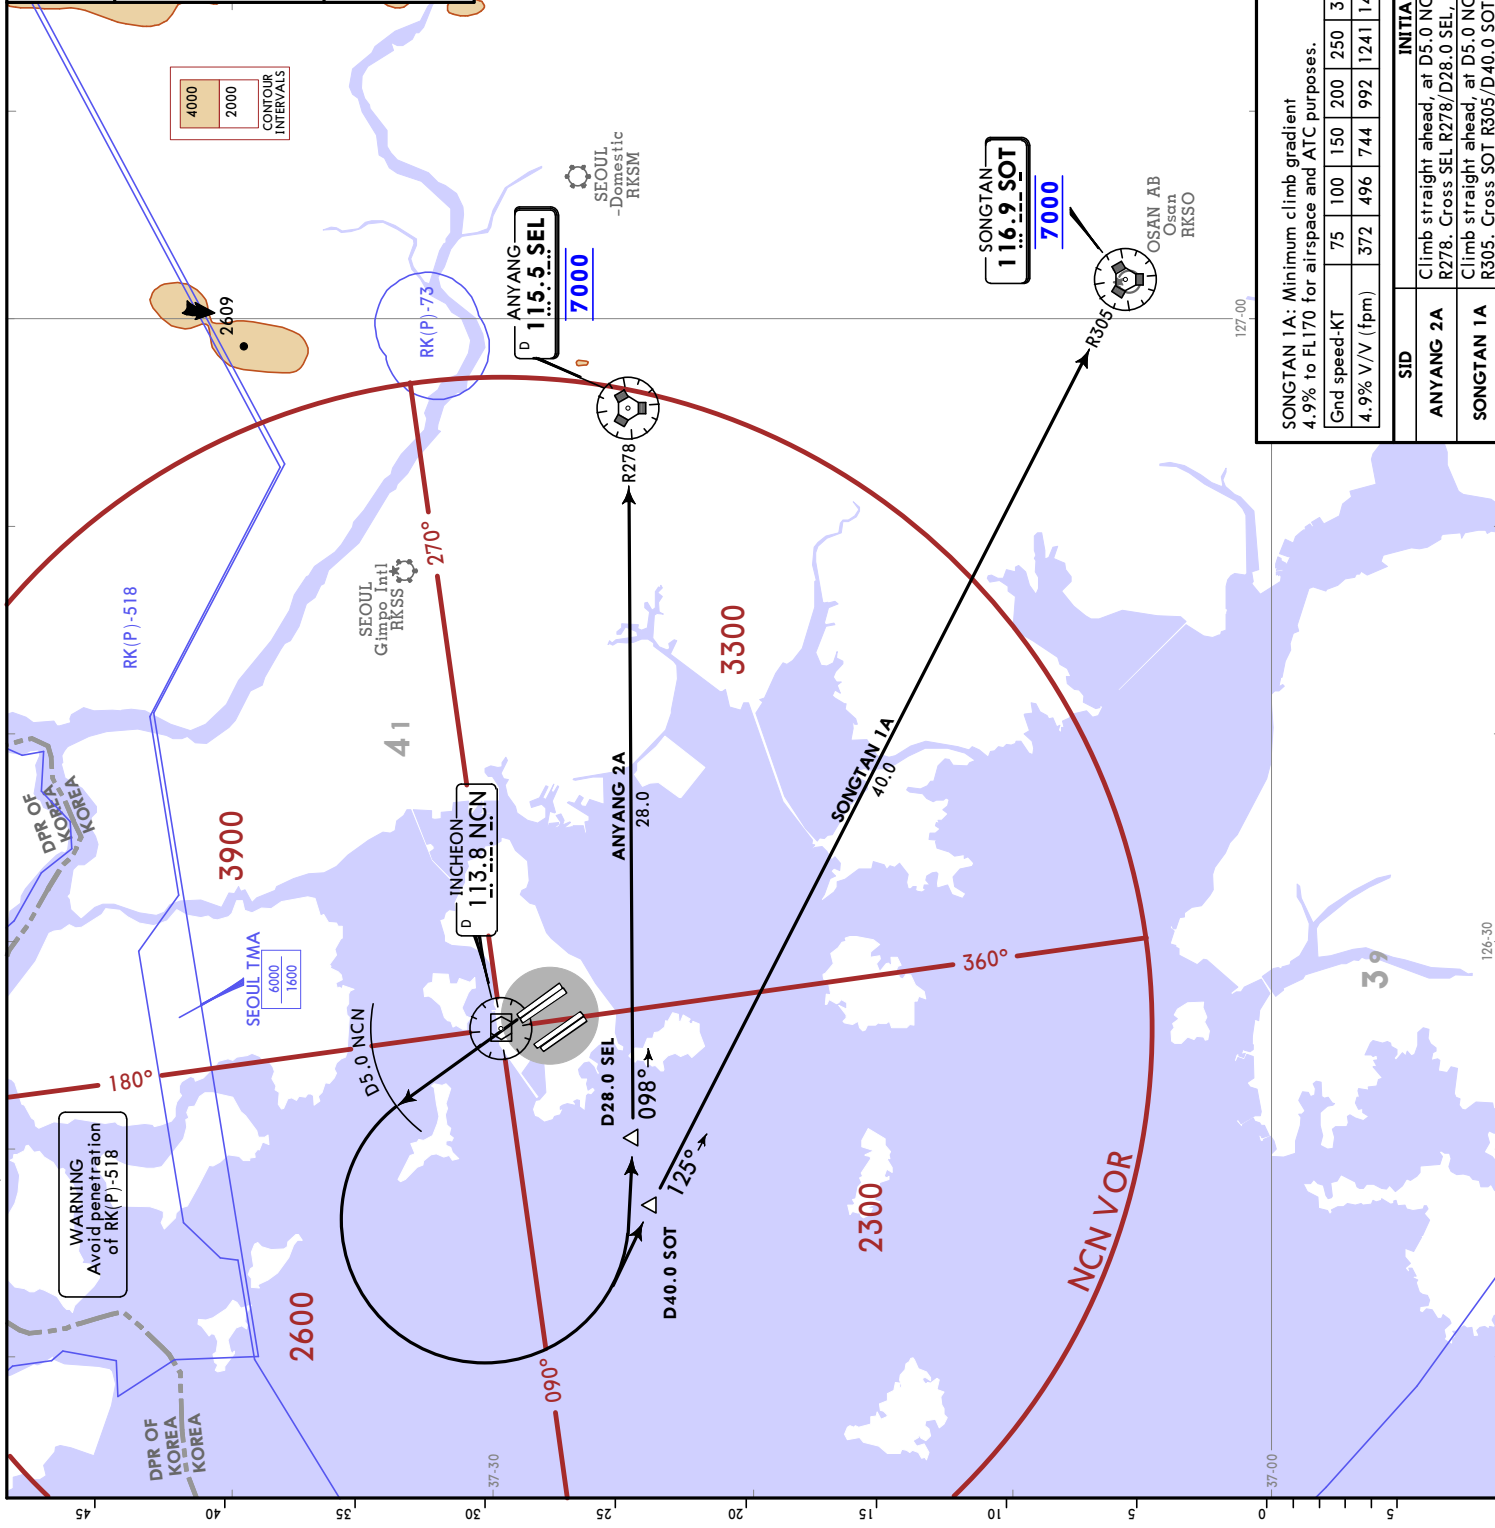 4000
2000
CONTOUR
INTERVALS
SEOUL
-Domestic
RKSM
2609
RK(P)-73
D ANYANG
115.5 SEL
7000
SONGTAN
116.9 SOT
7000
OSAN AB
Osan
RKSO
R278
R305
127-00
SONGTAN 1A: Minimum climb gradient
4.9% to FL170 for airspace and ATC purposes.
Gnd speed-KT 75 100 150 200 250
4.9% V/V (fpm) 372 496 744 992 1241
SID
ANYANG 2A
Climb straight ahead, at D5.0
R278. Cross SEL R278/D28.0 SEL,
SONGTAN 1A
Climb straight ahead, at D5.0
R305. Cross SOT R305/D40.0 SOT
RK(P)-518
SEOUL
Gimpo Intl
RKSS
270°
3300
41
DPR OF
KOREA
KOREA
3900
INCHEON
D 113.8 NCN
ANYANG 2A
28.0
SONGTAN 1A
40.0
SEOUL TMA
6000
1600
D5.0 NCN
180°
360°
39
126-30
WARNING
Avoid penetration
of RK(P)-518
D28.0 SEL
098°
125°
D40.0 SOT
2300
NCN VOR
2600
090°
DPR OF
KOREA
KOREA
37-30
37-00
45
40
35
30
25
20
15
10
5
0
5